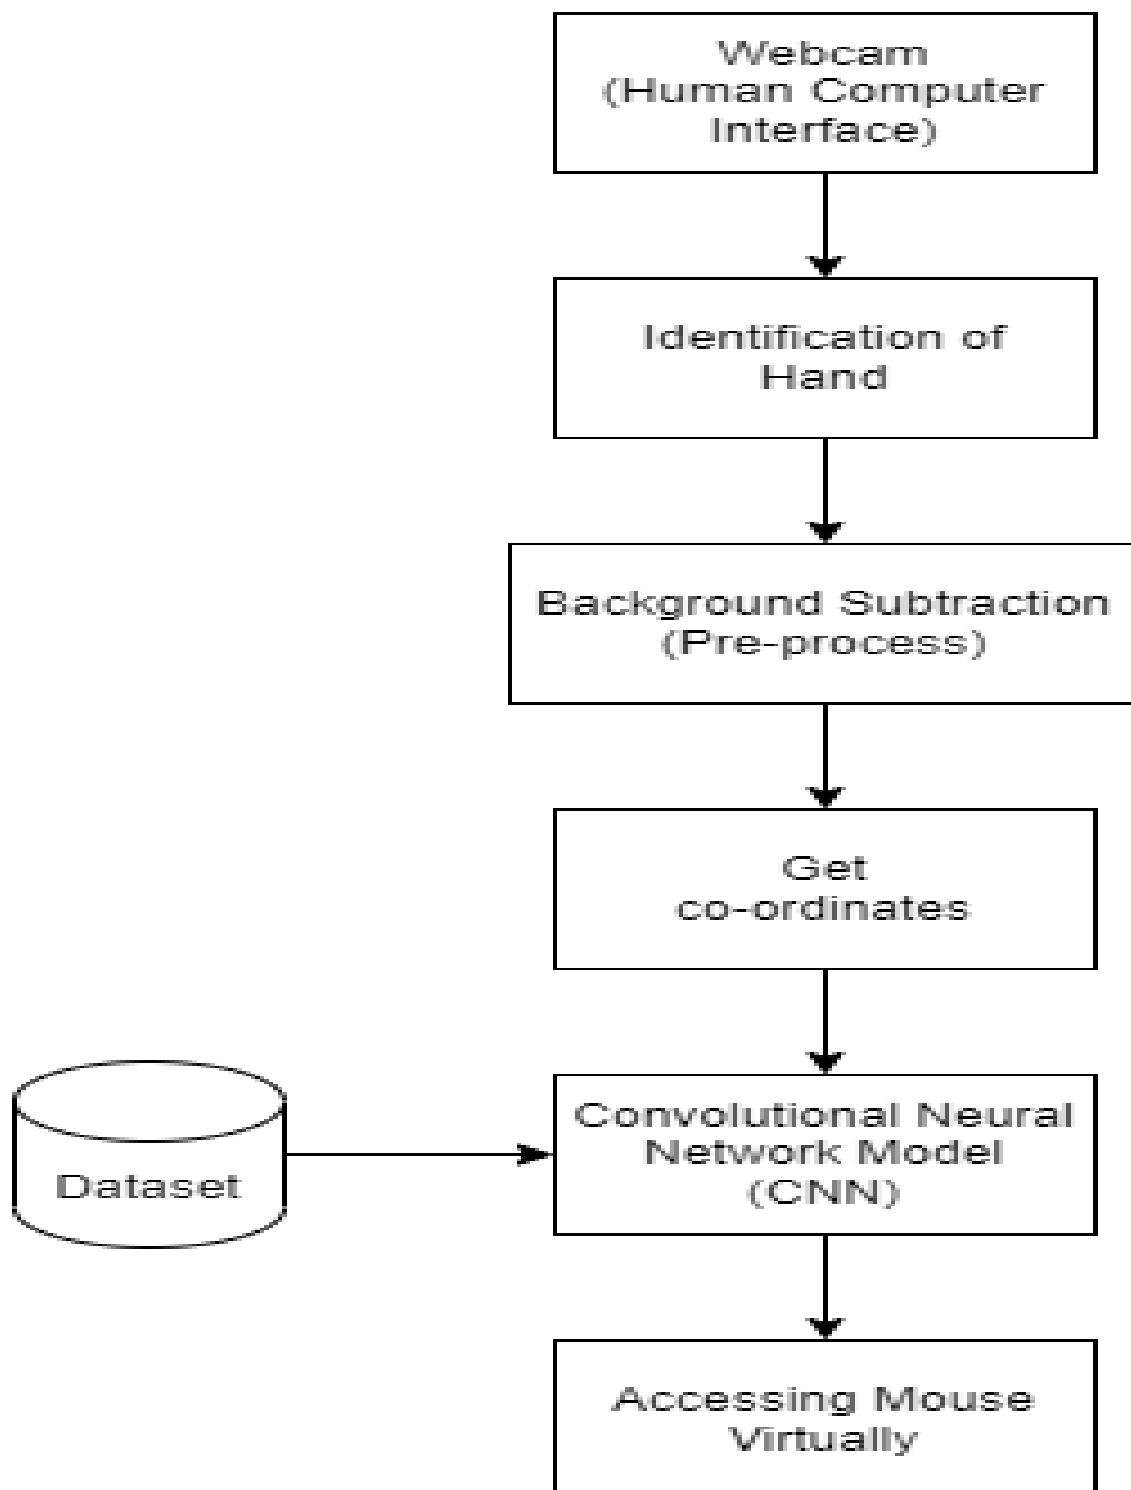 Webcam
(Human Computer
Interface)
Identification of
Hand
Background Subtraction
(Pre-process)
Get
co-ordinates
Convolutional Neural
Network Model
(CNN)
Dataset
Accessing Mouse
Virtually